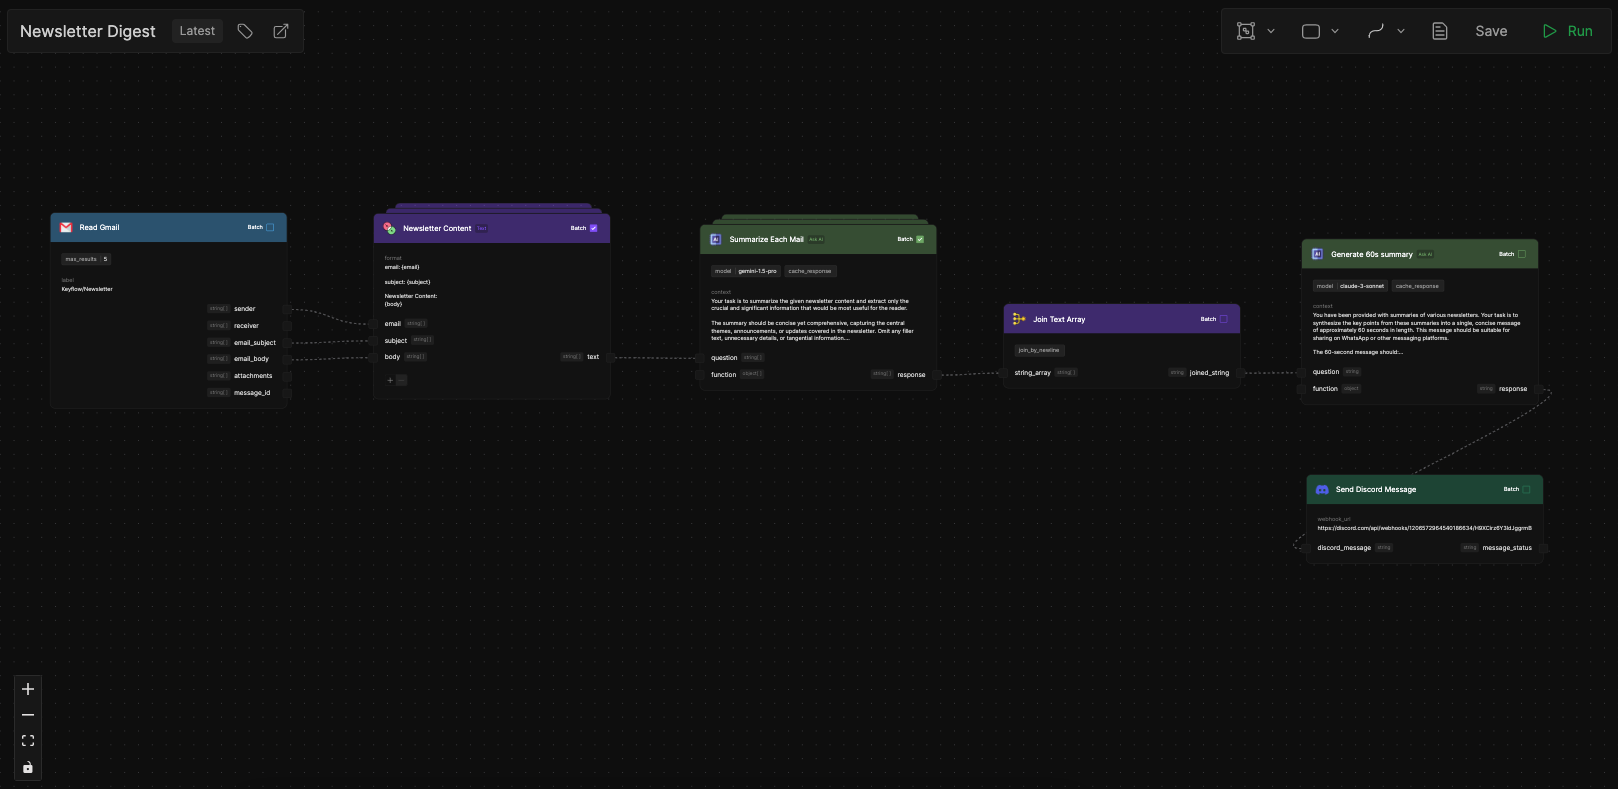 Newsletter Digest
Latest
Save
Run
Read Gmail
Batch
max_results 5
label
Keyflow/Newsletter
string[] sender
string[] receiver
string[] email_subject
string[] email_body
string[] attachments
string[] message_id
Newsletter Content Text
Batch
format
email: {email}
subject: {subject}
Newsletter Content:
{body}
email string[]
subject string[]
body string[]
string[] text
Summarize Each Mail Ask AI
Batch
model gemini-1.5-pro cache_response
context
Your task is to summarize the given newsletter content and extract only the
crucial and significant information that would be most useful for the reader.
The summary should be concise yet comprehensive, capturing the central
themes, announcements, or updates covered in the newsletter. Omit any filler
text, unnecessary details, or tangential information....
question string[]
function object[]
string[] response
Join Text Array
Batch
join_by_newline
string_array string[]
string joined_string
Generate 60s summary Ask AI
Batch
model claude-3-sonnet cache_response
context
You have been provided with summaries of various newsletters. Your task is to
synthesize the key points from these summaries into a single, concise message
of approximately 60 seconds in length. This message should be suitable for
sharing on WhatsApp or other messaging platforms.
The 60-second message should:...
question string
function object
string response
Send Discord Message
Batch
webhook_url
discord_message string
string message_status